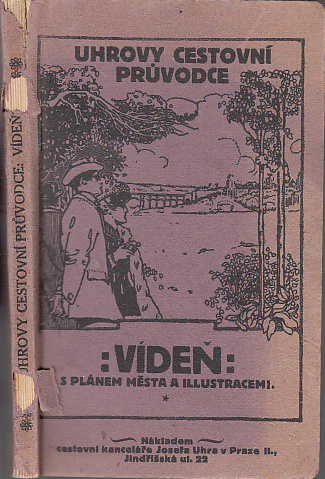 UHROVY CESTOVNÍ
PRŮVODCE
:VÍDEŇ:
S PLÁNEM MĚSTA A ILLUSTRACEMI.
*
Nákladem
cestovní kanceláře Josefa Uhra v Praze II.,
Jindřišská ul. 22
UHROVY CESTOVNÍ PRŮVODCE: VÍDEŇ